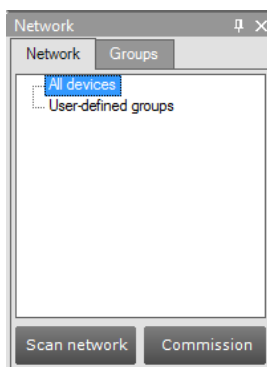 Network
Network Groups
All devices
User-defined groups
Scan network Commission